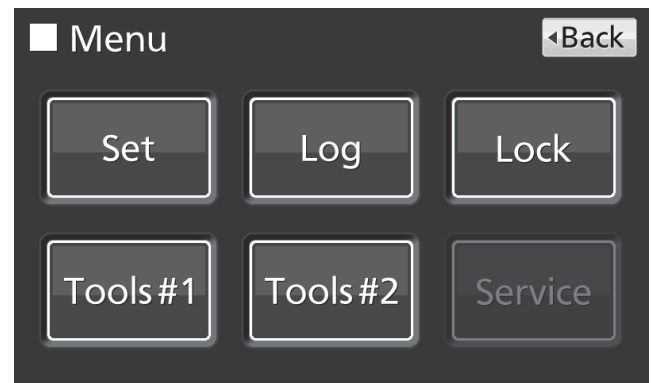 Menu
◂Back
Set
Log
Lock
Tools #1
Tools #2
Service